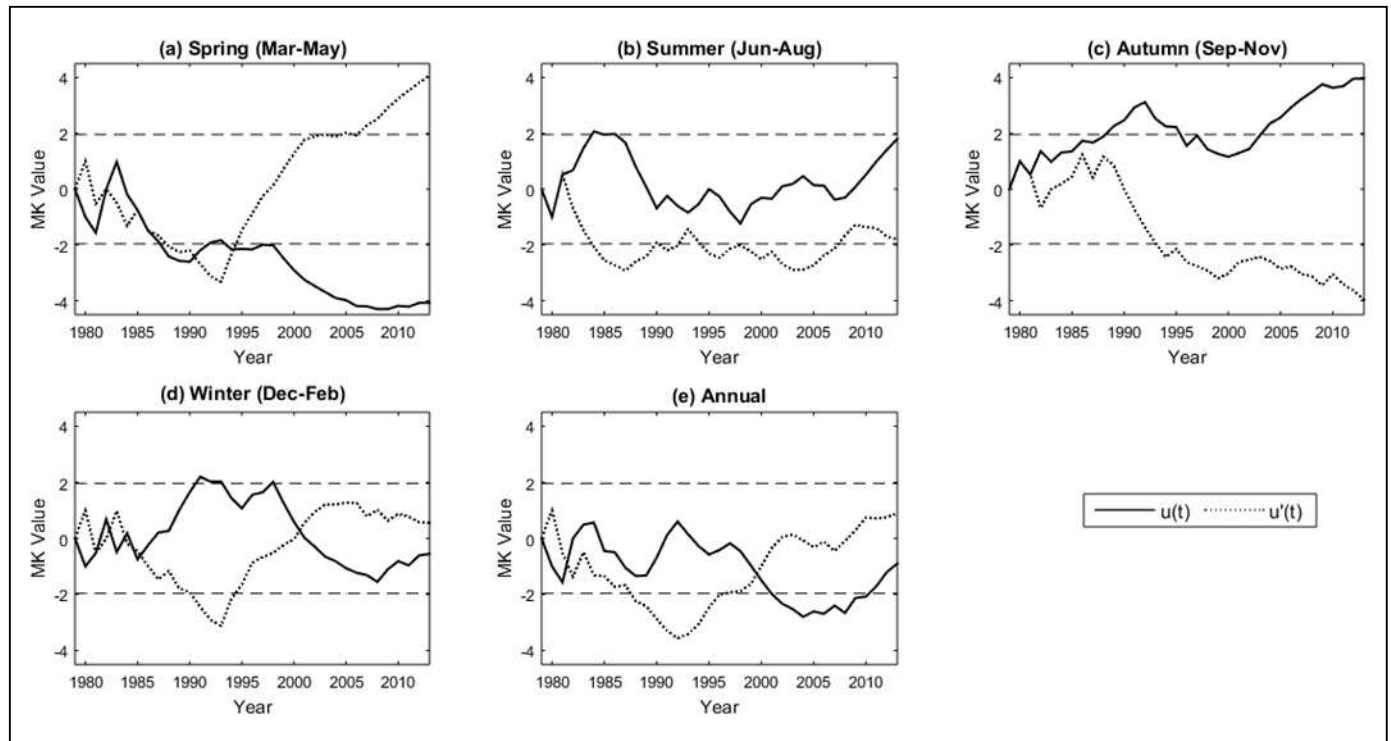 (a) Spring (Mar-May)
4
2
0
-2
-4
MK Value
1980 1985 1990 1995 2000 2005 2010
Year
(b) Summer (Jun-Aug)
4
2
0
-2
-4
MK Value
1980 1985 1990 1995 2000 2005 2010
Year
(c) Autumn (Sep-Nov)
4
2
0
-2
-4
MK Value
1980 1985 1990 1995 2000 2005 2010
Year
(d) Winter (Dec-Feb)
4
2
0
-2
-4
MK Value
1980 1985 1990 1995 2000 2005 2010
Year
(e) Annual
4
2
0
-2
-4
MK Value
1980 1985 1990 1995 2000 2005 2010
Year
u(t) u'(t)